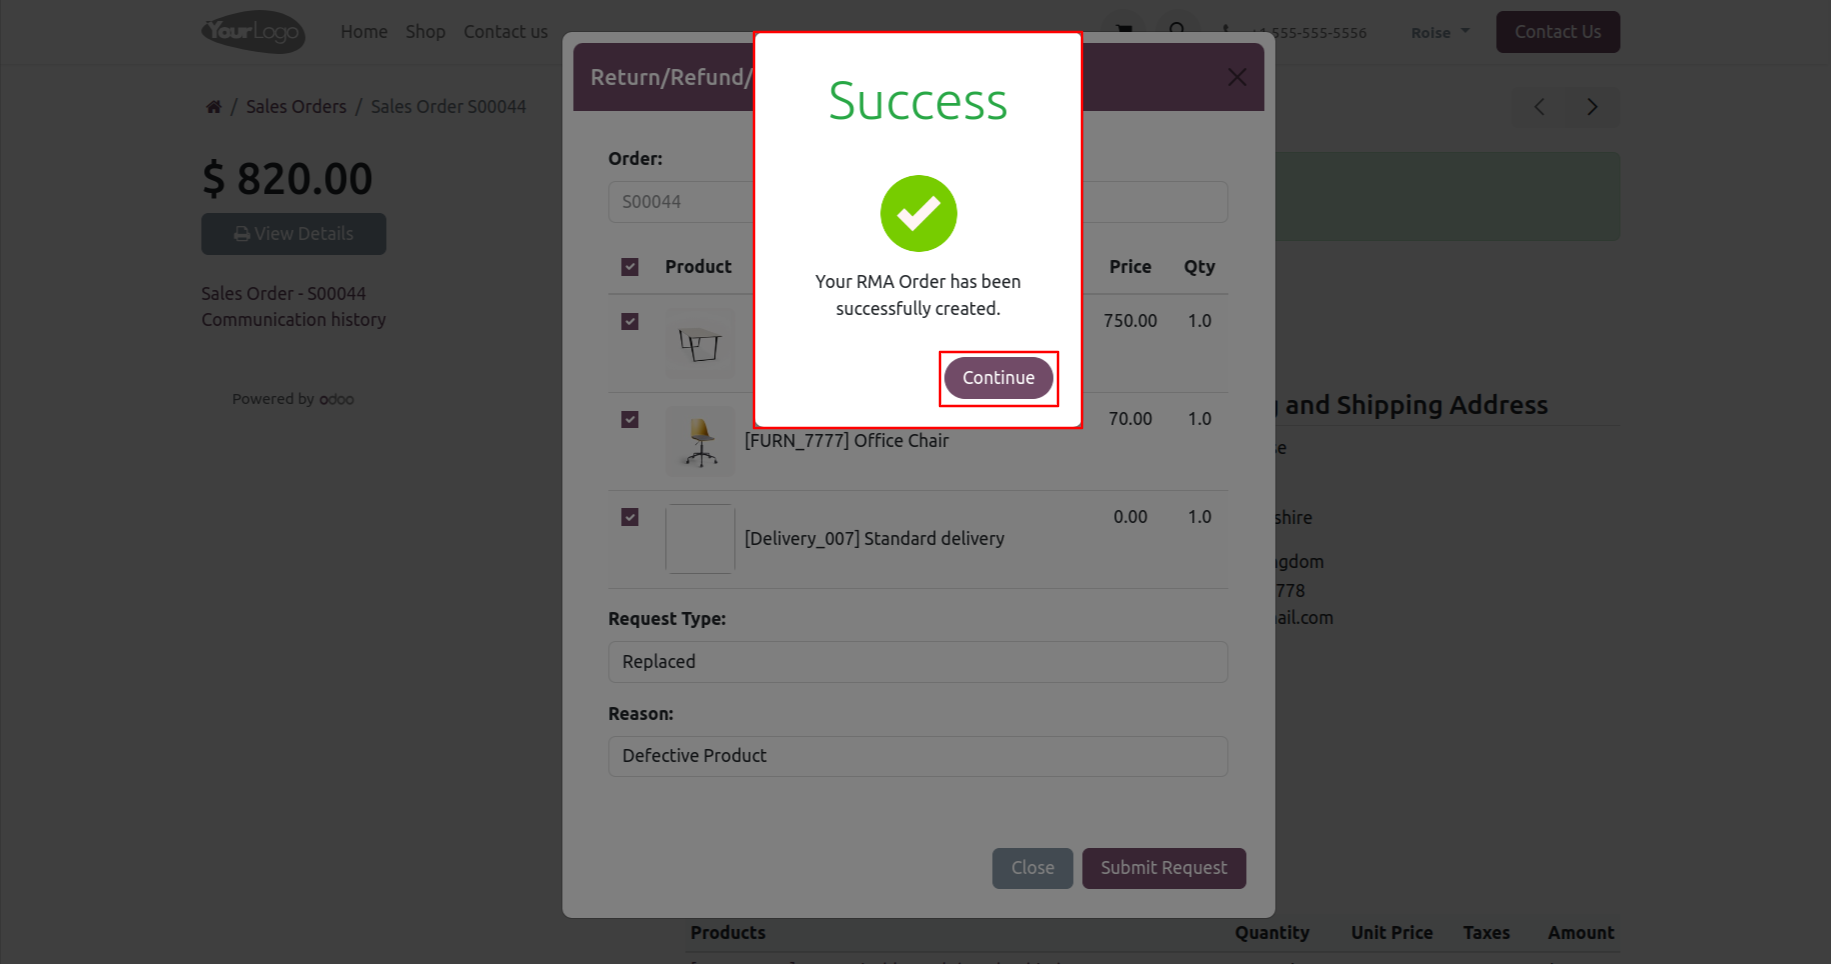 YourLogo
Home Shop Contact us
555-555-5556
Roise
Contact Us
/ Sales Orders / Sales Order S00044
$ 820.00
View Details
Sales Order - S00044
Communication history
Powered by odoo
Return/Refund/
Success
Your RMA Order has been
successfully created.
Continue
Order:
S00044
Product Price Qty
750.00 1.0
[FURN_7777] Office Chair 70.00 1.0
[Delivery_007] Standard delivery 0.00 1.0
Request Type:
Replaced
Reason:
Defective Product
Close Submit Request
and Shipping Address
se
shire
gdom
778
ail.com
Products Quantity Unit Price Taxes Amount